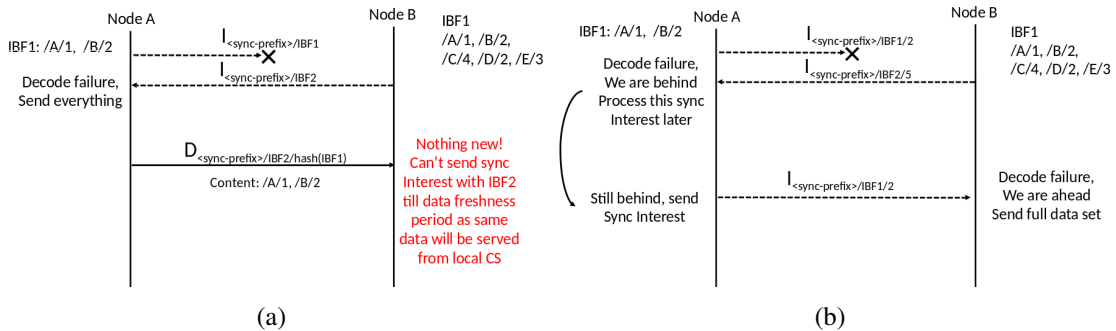 Node A
Node B
IBF1: /A/1, /B/2
IBF1
/A/1, /B/2,
/C/4, /D/2, /E/3
I<sync-prefix>/IBF1
I<sync-prefix>/IBF2
Decode failure,
Send everything
D<sync-prefix>/IBF2/hash(IBF1)
Content: /A/1, /B/2
Nothing new!
Can't send sync
Interest with IBF2
till data freshness
period as same
data will be served
from local CS
(a)
Node A
Node B
IBF1: /A/1, /B/2
IBF1
/A/1, /B/2,
/C/4, /D/2, /E/3
I<sync-prefix>/IBF1/2
I<sync-prefix>/IBF2/5
Decode failure,
We are behind
Process this sync
Interest later
Still behind, send
Sync Interest
I<sync-prefix>/IBF1/2
Decode failure,
We are ahead
Send full data set
(b)